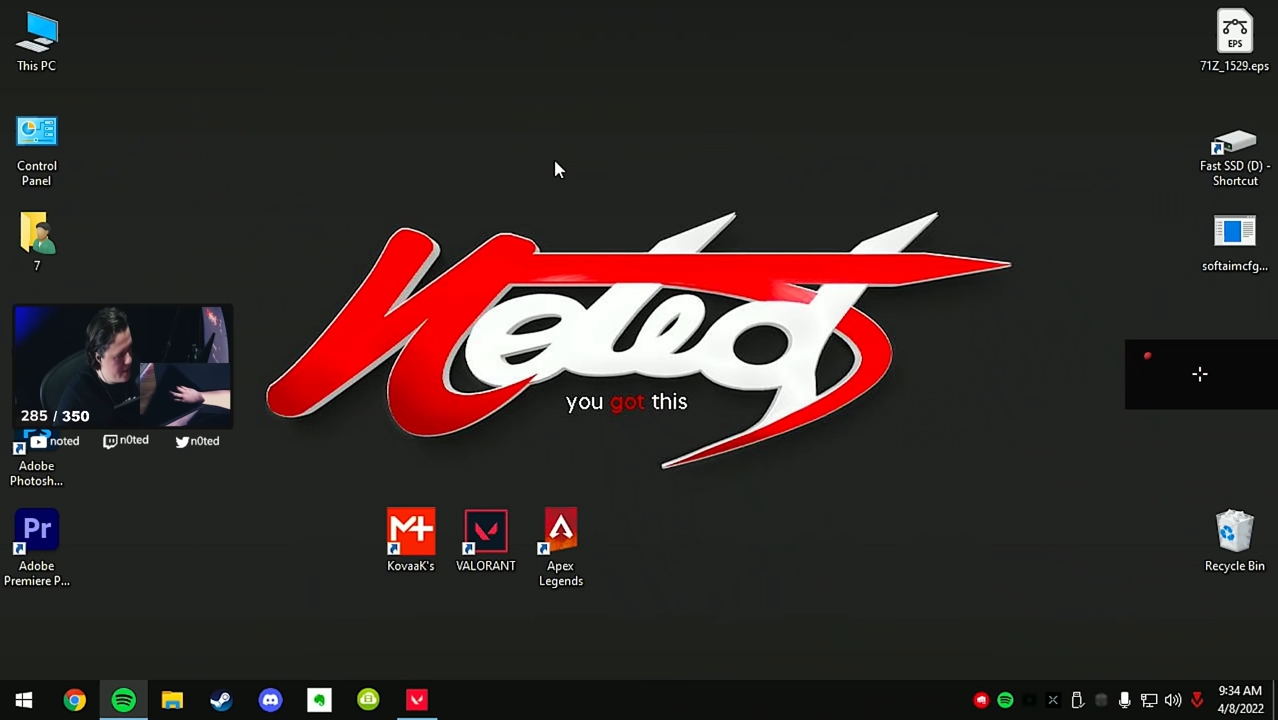 This PC
Control
Panel
7
285 / 350
noted
n0ted
n0ted
Adobe
Photosh...
Pr
Adobe
Premiere P...
Noted
you got this
M+
KovaaK's
VALORANT
Apex
Legends
EPS
71Z_1529.eps
Fast SSD (D) -
Shortcut
softaimcfg...
Recycle Bin
9:34 AM
4/8/2022